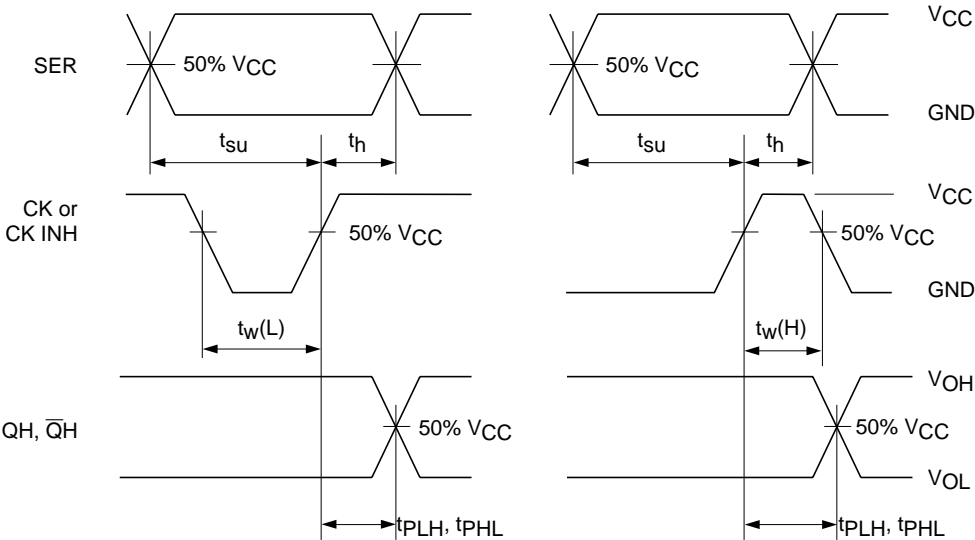 VCC
SER
50% VCC
50% VCC
GND
tsu
th
tsu
th
VCC
CK or
CK INH
50% VCC
50% VCC
GND
tw(L)
tw(H)
VOH
QH, Q̅H
50% VCC
50% VCC
VOL
tPLH, tPHL
tPLH, tPHL